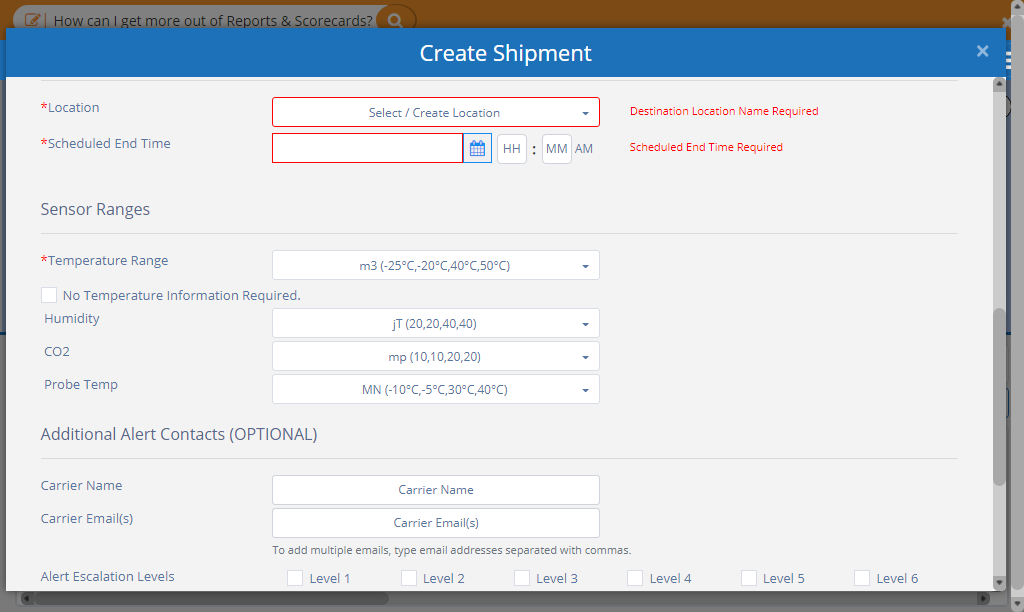 How can I get more out of Reports & Scorecards?
Create Shipment ×
*Location Select / Create Location Destination Location Name Required
*Scheduled End Time HH : MM AM Scheduled End Time Required
Sensor Ranges
*Temperature Range m3 (-25°C,-20°C,40°C,50°C)
No Temperature Information Required.
Humidity jT (20,20,40,40)
CO2 mp (10,10,20,20)
Probe Temp MN (-10°C,-5°C,30°C,40°C)
Additional Alert Contacts (OPTIONAL)
Carrier Name Carrier Name
Carrier Email(s) Carrier Email(s)
To add multiple emails, type email addresses separated with commas.
Alert Escalation Levels Level 1 Level 2 Level 3 Level 4 Level 5 Level 6